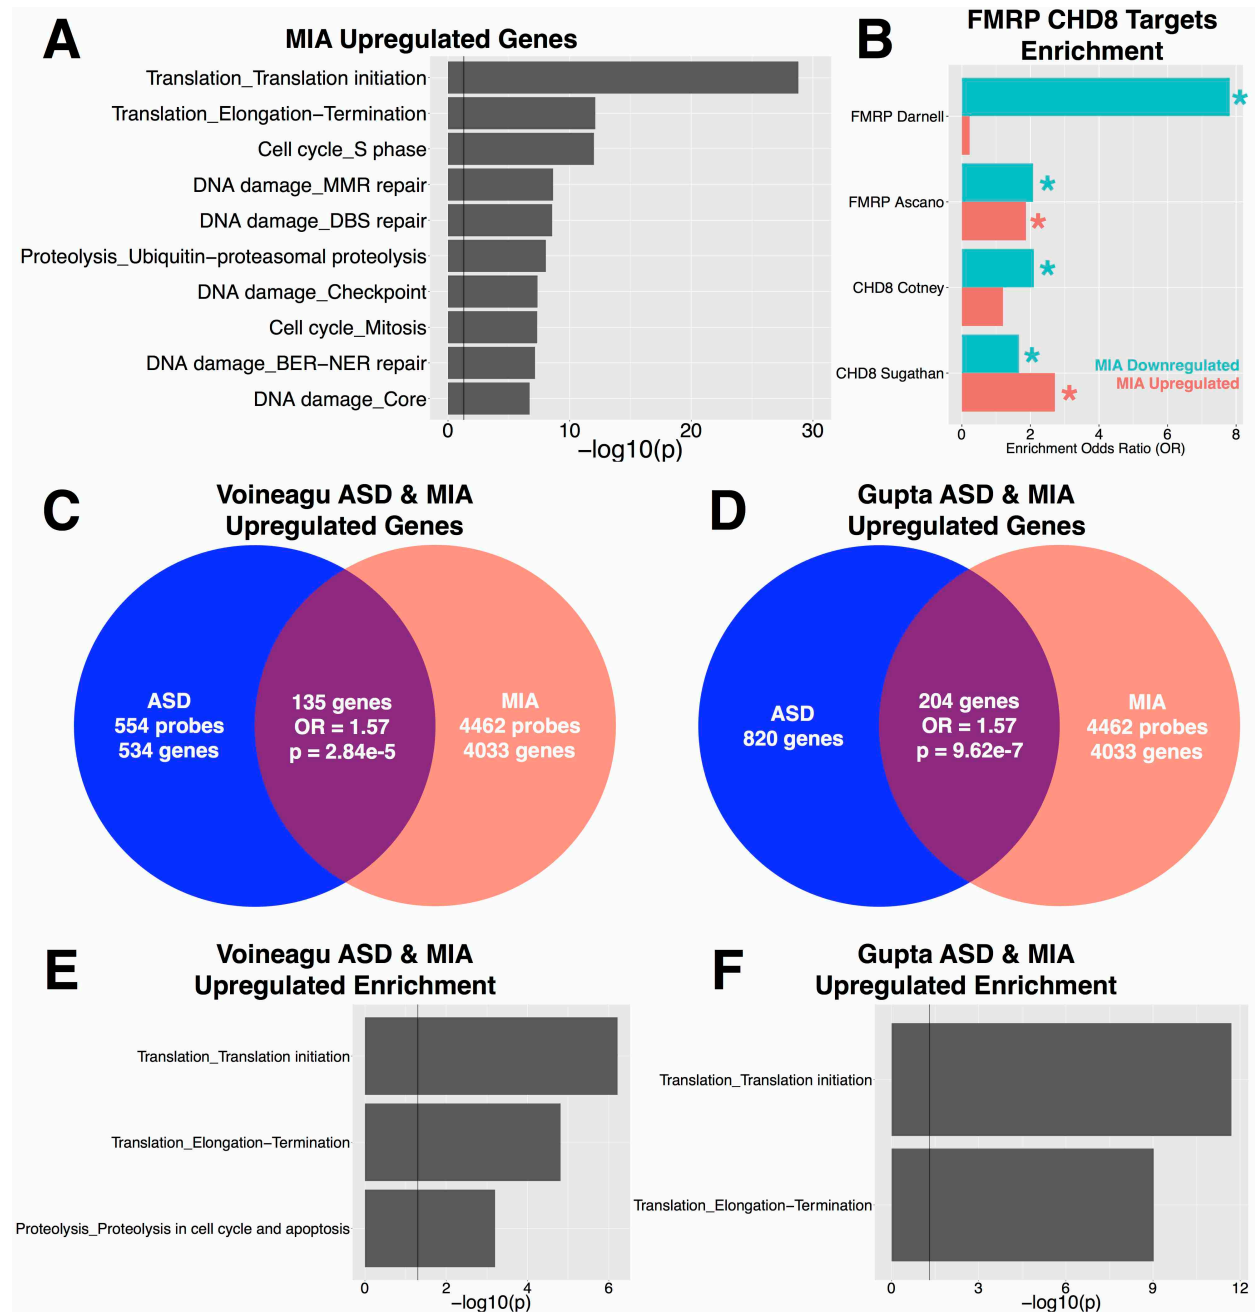 A
MIA Upregulated Genes
Translation_Translation initiation
Translation_Elongation−Termination
Cell cycle_S phase
DNA damage_MMR repair
DNA damage_DBS repair
Proteolysis_Ubiquitin−proteasomal proteolysis
DNA damage_Checkpoint
Cell cycle_Mitosis
DNA damage_BER−NER repair
DNA damage_Core
0 10 20 30
−log10(p)
B
FMRP CHD8 Targets
Enrichment
FMRP Darnell
*
FMRP Ascano
*
*
CHD8 Cotney
*
CHD8 Sugathan
*
*
MIA Downregulated
MIA Upregulated
0 2 4 6 8
Enrichment Odds Ratio (OR)
C
Voineagu ASD & MIA
Upregulated Genes
ASD
554 probes
534 genes
135 genes
OR = 1.57
p = 2.84e-5
MIA
4462 probes
4033 genes
D
Gupta ASD & MIA
Upregulated Genes
ASD
820 genes
204 genes
OR = 1.57
p = 9.62e-7
MIA
4462 probes
4033 genes
E
Voineagu ASD & MIA
Upregulated Enrichment
Translation_Translation initiation
Translation_Elongation−Termination
Proteolysis_Proteolysis in cell cycle and apoptosis
0 2 4 6
−log10(p)
F
Gupta ASD & MIA
Upregulated Enrichment
Translation_Translation initiation
Translation_Elongation−Termination
0 3 6 9 12
−log10(p)